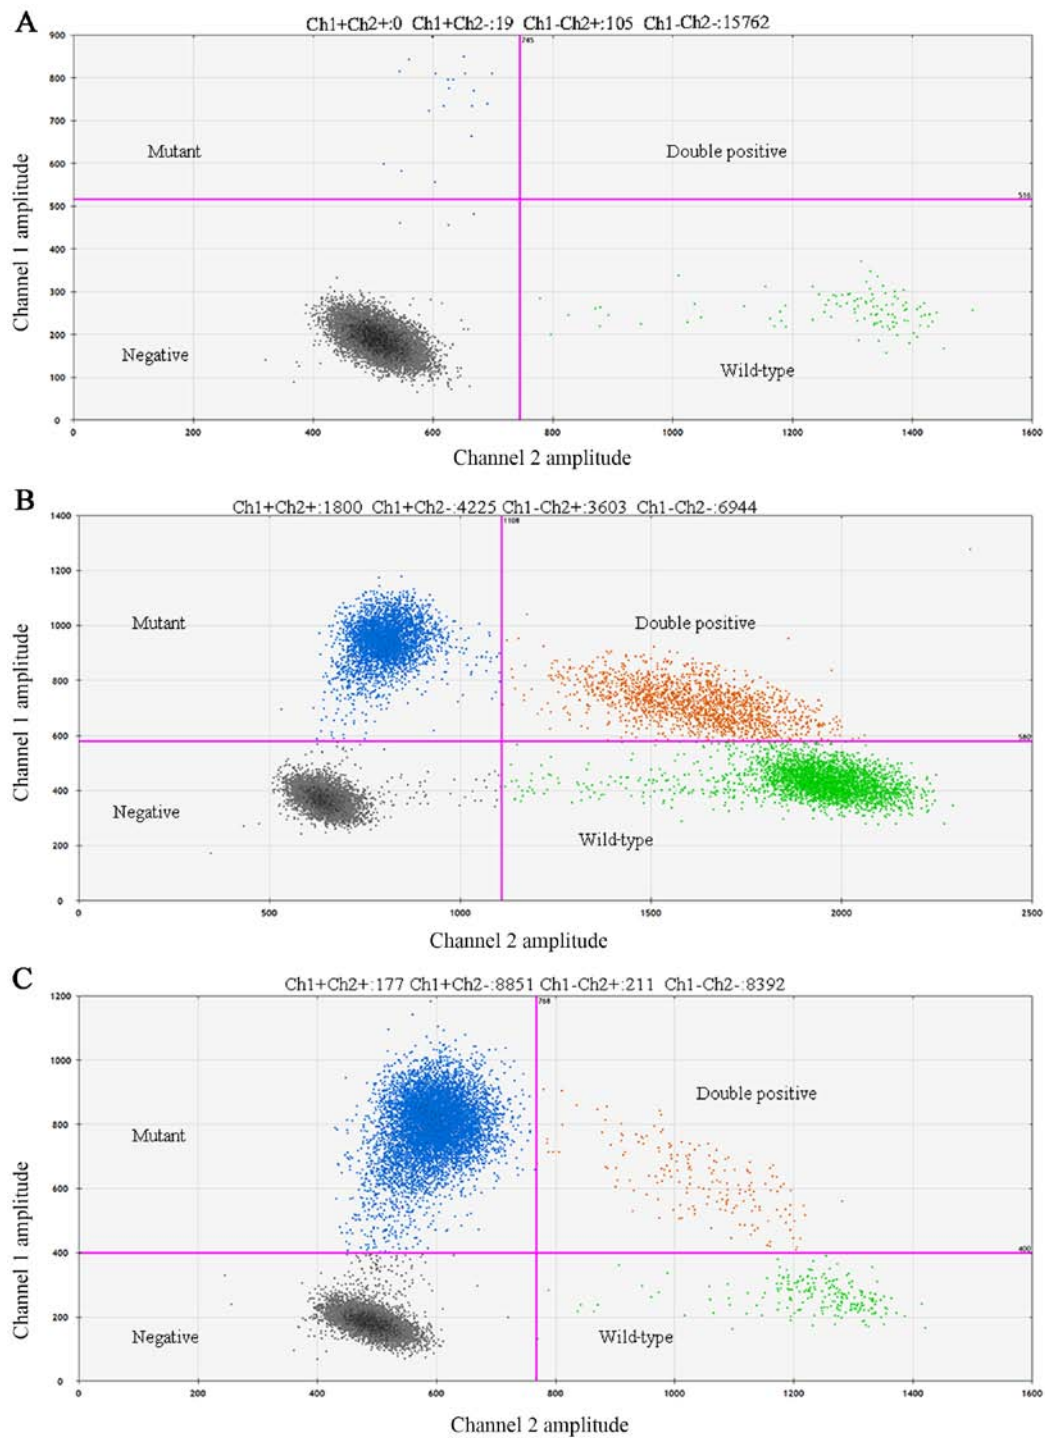 A
Ch1+Ch2+:0 Ch1+Ch2-:19 Ch1-Ch2+:105 Ch1-Ch2-:15762
900
745
800
700
Mutant Double positive
600
516
500
400
300
200
Negative
Wild-type
100
0
0 200 400 600 800 1000 1200 1400 1600
Channel 1 amplitude
Channel 2 amplitude
B
Ch1+Ch2+:1800 Ch1+Ch2-:4225 Ch1-Ch2+:3603 Ch1-Ch2-:6944
1400
1108
1200
1000
Mutant Double positive
800
600
580
400
Negative
Wild-type
200
0
0 500 1000 1500 2000 2500
Channel 1 amplitude
Channel 2 amplitude
C
Ch1+Ch2+:177 Ch1+Ch2-:8851 Ch1-Ch2+:211 Ch1-Ch2-:8392
1200
768
1000
Double positive
800
Mutant
600
400
400
200
Negative Wild-type
0
0 200 400 600 800 1000 1200 1400 1600
Channel 1 amplitude
Channel 2 amplitude